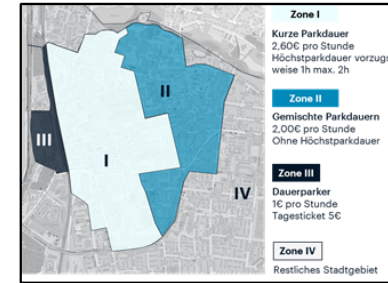 Zone I
Kurze Parkdauer
2,60€ pro Stunde
Höchstparkdauer vorzugs
weise 1h max. 2h
Zone II
Gemischte Parkdauern
2,00€ pro Stunde
Ohne Höchstparkdauer
Zone III
Dauerparker
1€ pro Stunde
Tagesticket 5€
Zone IV
Restliches Stadtgebiet
II
III
I
IV